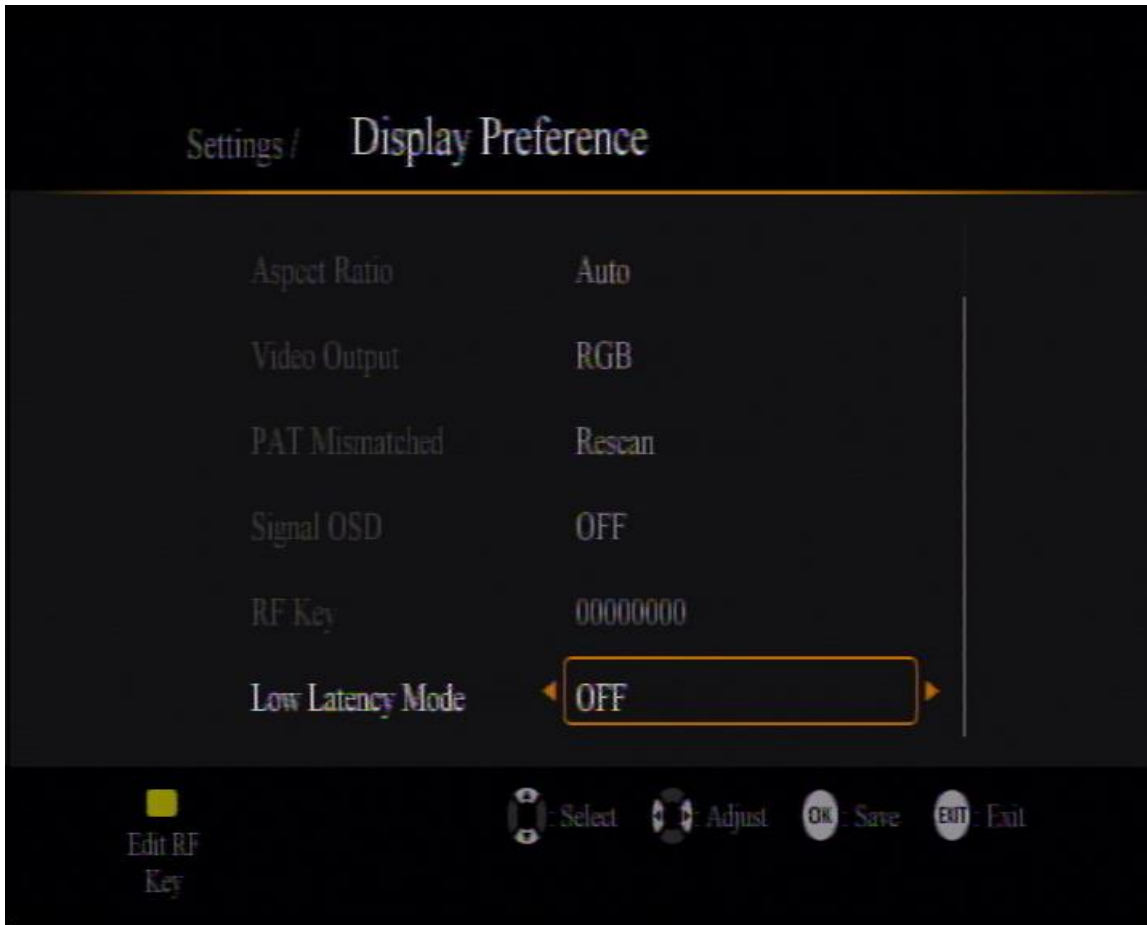 Settings / Display Preference
Aspect Ratio Auto
Video Output RGB
PAT Mismatched Rescan
Signal OSD OFF
RF Key 00000000
Low Latency Mode OFF
Edit RF
Key
: Select : Adjust OK : Save EXIT : Exit